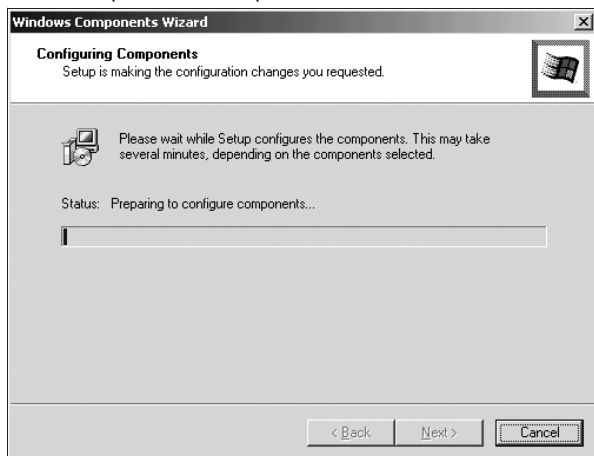 Windows Components Wizard
Configuring Components
Setup is making the configuration changes you requested.
Please wait while Setup configures the components. This may take
several minutes, depending on the components selected.
Status: Preparing to configure components...
< Back Next > Cancel